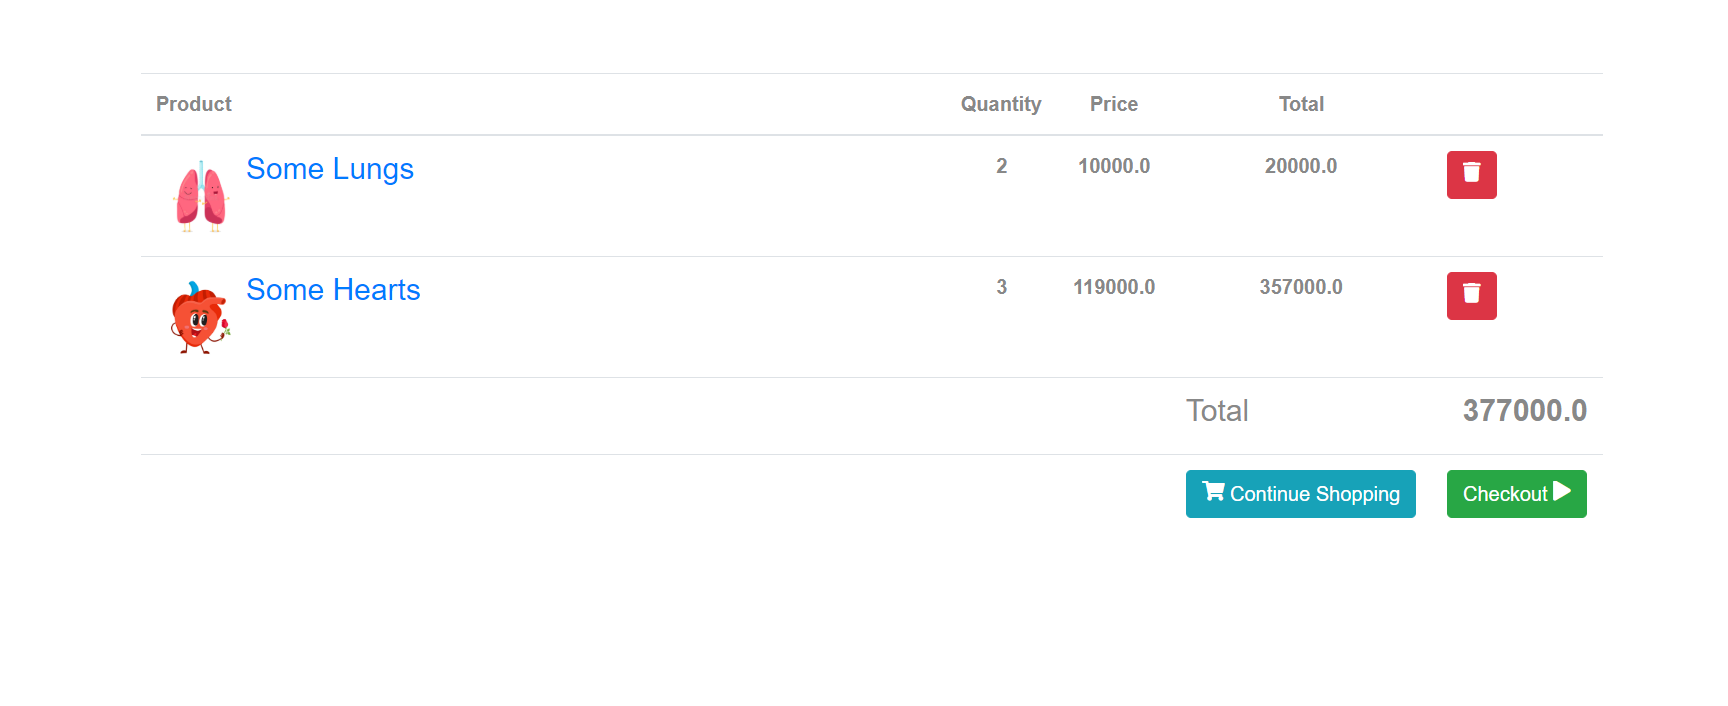 Product Quantity Price Total
Some Lungs 2 10000.0 20000.0
Some Hearts 3 119000.0 357000.0
Total 377000.0
Continue Shopping Checkout